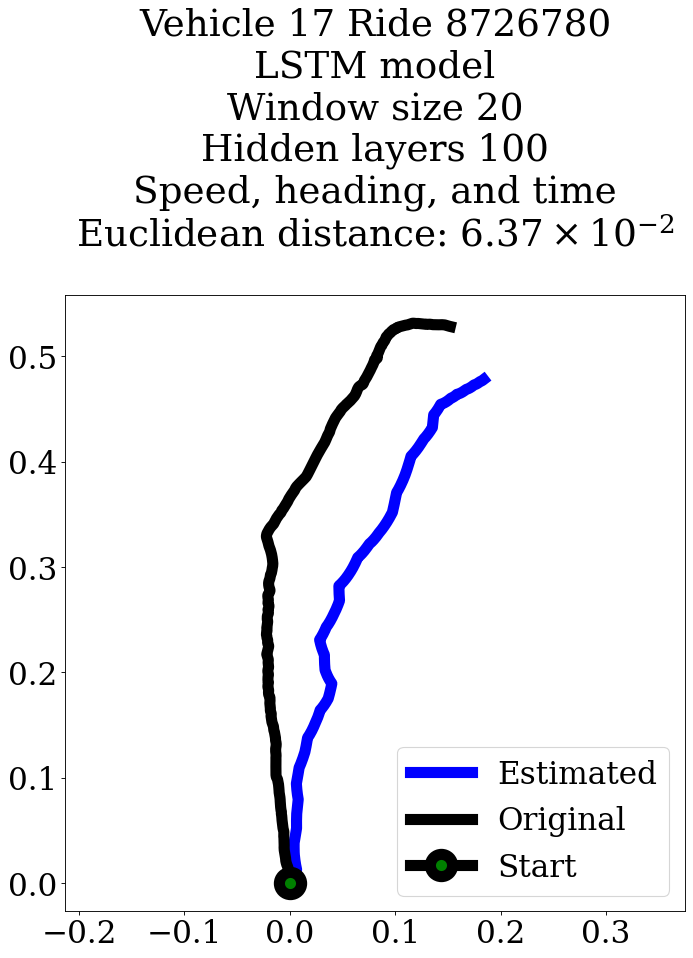 Vehicle 17 Ride 8726780
LSTM model
Window size 20
Hidden layers 100
Speed, heading, and time
Euclidean distance: 6.37 × 10⁻²
0.5
0.4
0.3
0.2
0.1
0.0
−0.2 −0.1 0.0 0.1 0.2 0.3
Estimated
Original
Start